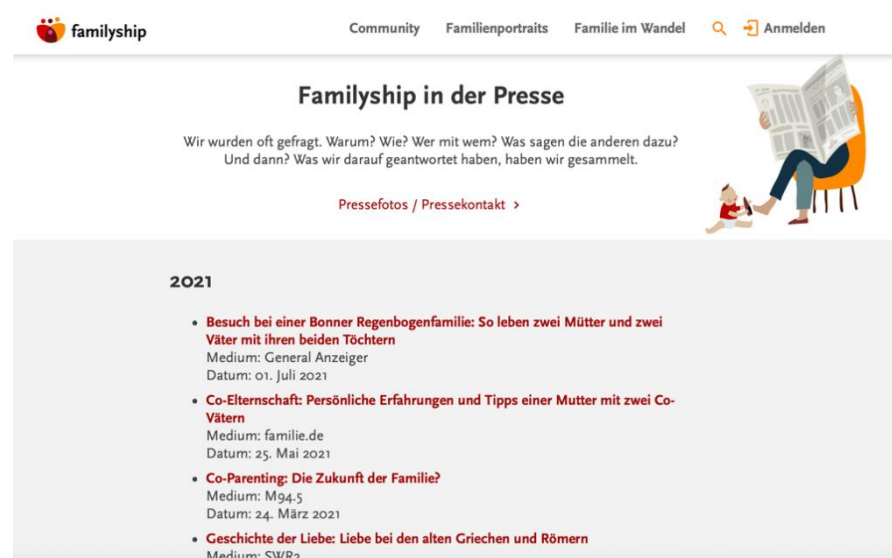 familyship
Community Familienportraits Familie im Wandel Anmelden
Familyship in der Presse
Wir wurden oft gefragt. Warum? Wie? Wer mit wem? Was sagen die anderen dazu?
Und dann? Was wir darauf geantwortet haben, haben wir gesammelt.
Pressefotos / Pressekontakt >
2021
• Besuch bei einer Bonner Regenbogenfamilie: So leben zwei Mütter und zwei
Väter mit ihren beiden Töchtern
Medium: General Anzeiger
Datum: 01. Juli 2021
• Co-Elternschaft: Persönliche Erfahrungen und Tipps einer Mutter mit zwei Co-
Vätern
Medium: familie.de
Datum: 25. Mai 2021
• Co-Parenting: Die Zukunft der Familie?
Medium: M94.5
Datum: 24. März 2021
• Geschichte der Liebe: Liebe bei den alten Griechen und Römern
Medium: